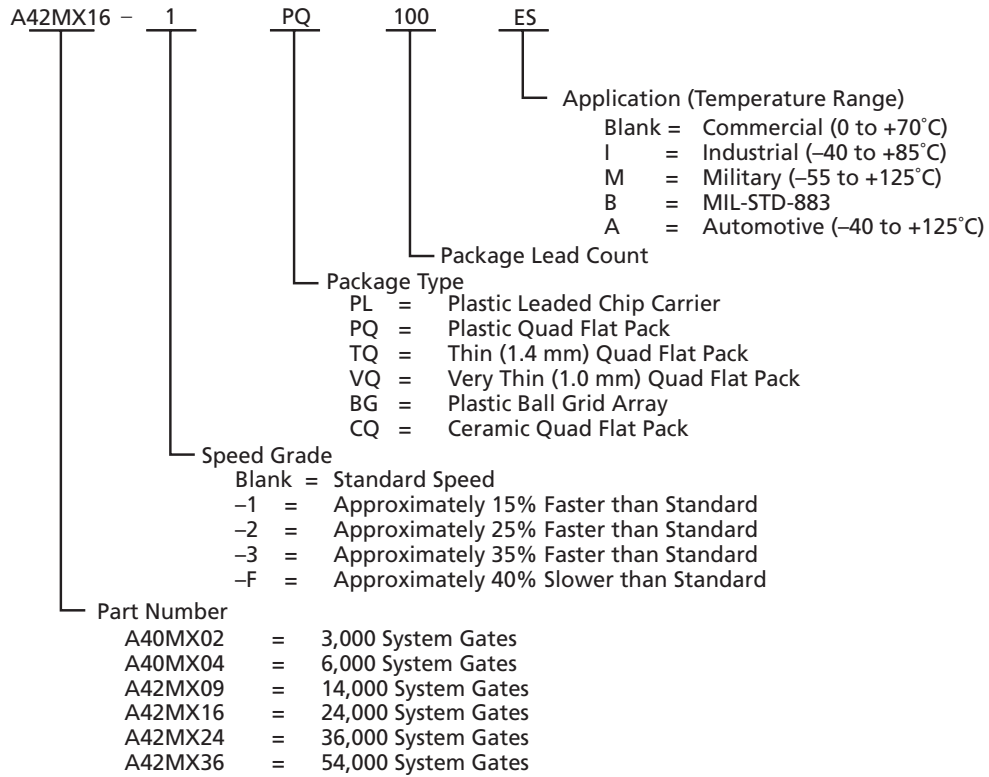 A42MX16 – 1 PQ 100 ES
Application (Temperature Range)
Blank = Commercial (0 to +70˚C)
I = Industrial (–40 to +85˚C)
M = Military (–55 to +125˚C)
B = MIL-STD-883
A = Automotive (–40 to +125˚C)
Package Lead Count
Package Type
PL = Plastic Leaded Chip Carrier
PQ = Plastic Quad Flat Pack
TQ = Thin (1.4 mm) Quad Flat Pack
VQ = Very Thin (1.0 mm) Quad Flat Pack
BG = Plastic Ball Grid Array
CQ = Ceramic Quad Flat Pack
Speed Grade
Blank = Standard Speed
–1 = Approximately 15% Faster than Standard
–2 = Approximately 25% Faster than Standard
–3 = Approximately 35% Faster than Standard
–F = Approximately 40% Slower than Standard
Part Number
A40MX02 = 3,000 System Gates
A40MX04 = 6,000 System Gates
A42MX09 = 14,000 System Gates
A42MX16 = 24,000 System Gates
A42MX24 = 36,000 System Gates
A42MX36 = 54,000 System Gates